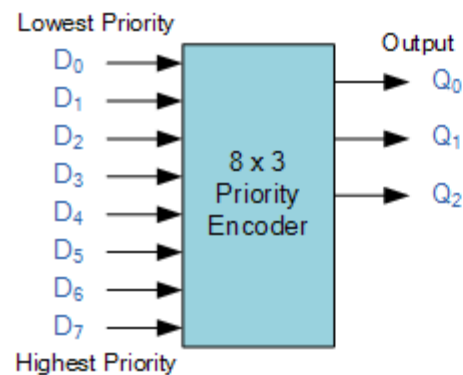 Lowest Priority
Output
D₀
D₁
D₂
D₃
D₄
D₅
D₆
D₇
8 x 3
Priority
Encoder
Q₀
Q₁
Q₂
Highest Priority